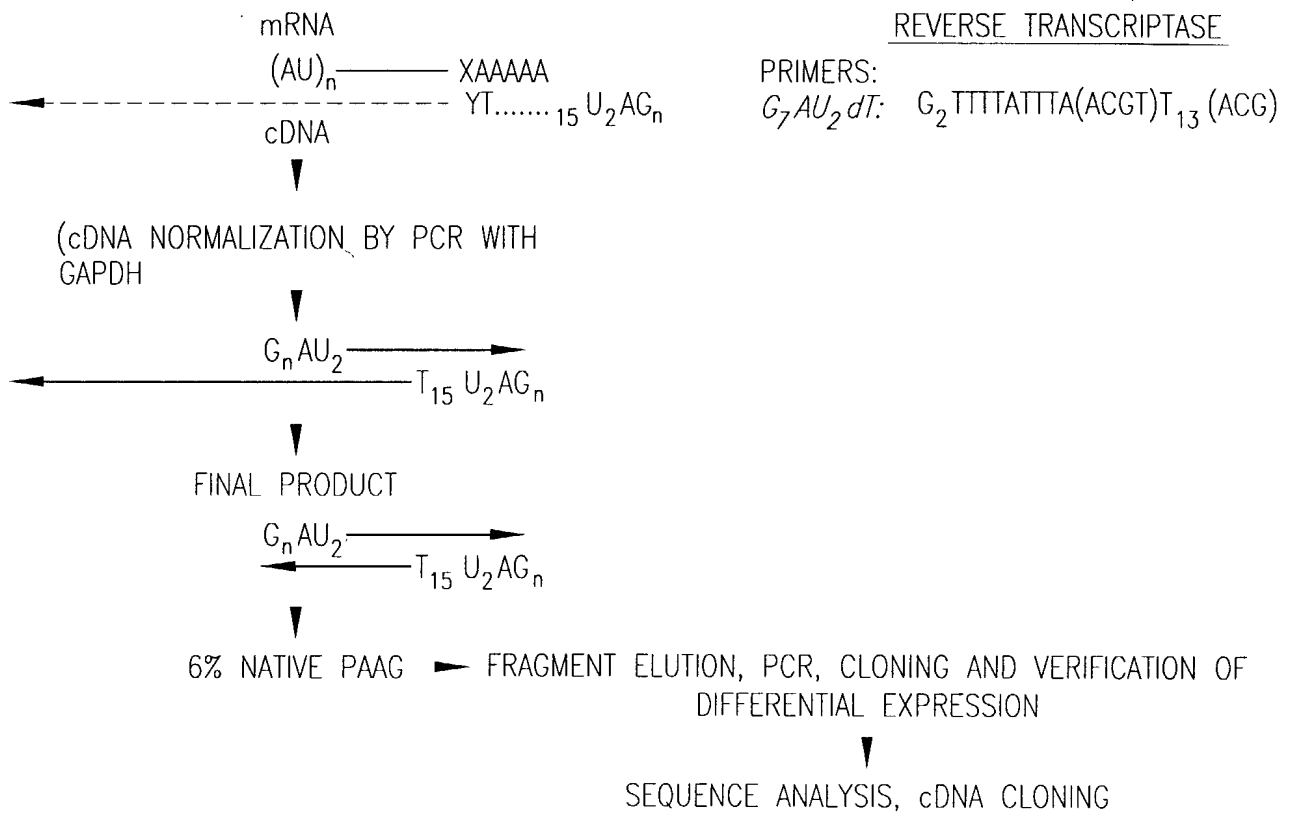 mRNA
(AU)n XAAAAA
YT.......15 U2AGn
cDNA
REVERSE TRANSCRIPTASE
PRIMERS:
G7AU2dT: G2TTTTATTTA(ACGT)T13(ACG)
(cDNA NORMALIZATION BY PCR WITH
GAPDH
GnAU2
T15 U2AGn
FINAL PRODUCT
GnAU2
T15 U2AGn
6% NATIVE PAAG
FRAGMENT ELUTION, PCR, CLONING AND VERIFICATION OF
DIFFERENTIAL EXPRESSION
SEQUENCE ANALYSIS, cDNA CLONING